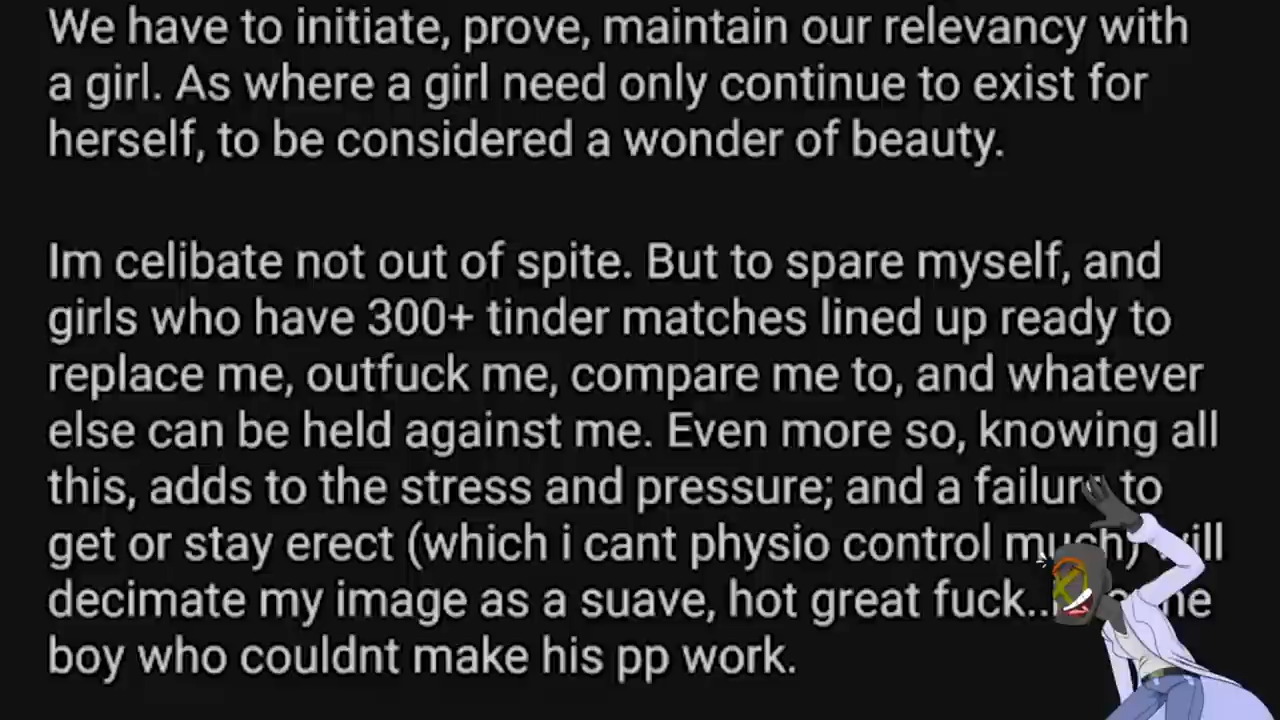 We have to initiate, prove, maintain our relevancy with
a girl. As where a girl need only continue to exist for
herself, to be considered a wonder of beauty.
Im celibate not out of spite. But to spare myself, and
girls who have 300+ tinder matches lined up ready to
replace me, outfuck me, compare me to, and whatever
else can be held against me. Even more so, knowing all
this, adds to the stress and pressure; and a failure to
get or stay erect (which i cant physio control much) will
decimate my image as a suave, hot great fuck..
boy who couldnt make his pp work.